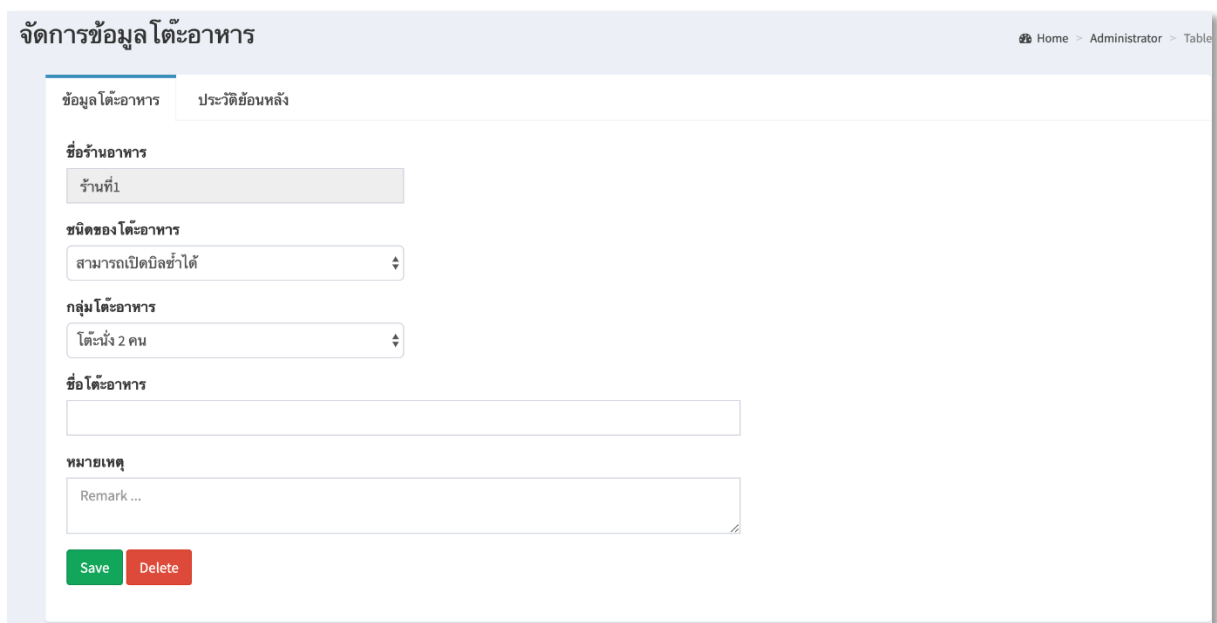 จัดการข้อมูลโต๊ะอาหาร
Home > Administrator > Table
ข้อมูลโต๊ะอาหาร ประวัติย้อนหลัง
ชื่อร้านอาหาร
ร้านที่1
ชนิดของโต๊ะอาหาร
สามารถเปิดบิลซ้ำได้
กลุ่มโต๊ะอาหาร
โต๊ะนั่ง 2 คน
ชื่อโต๊ะอาหาร
หมายเหตุ
Remark ...
Save Delete